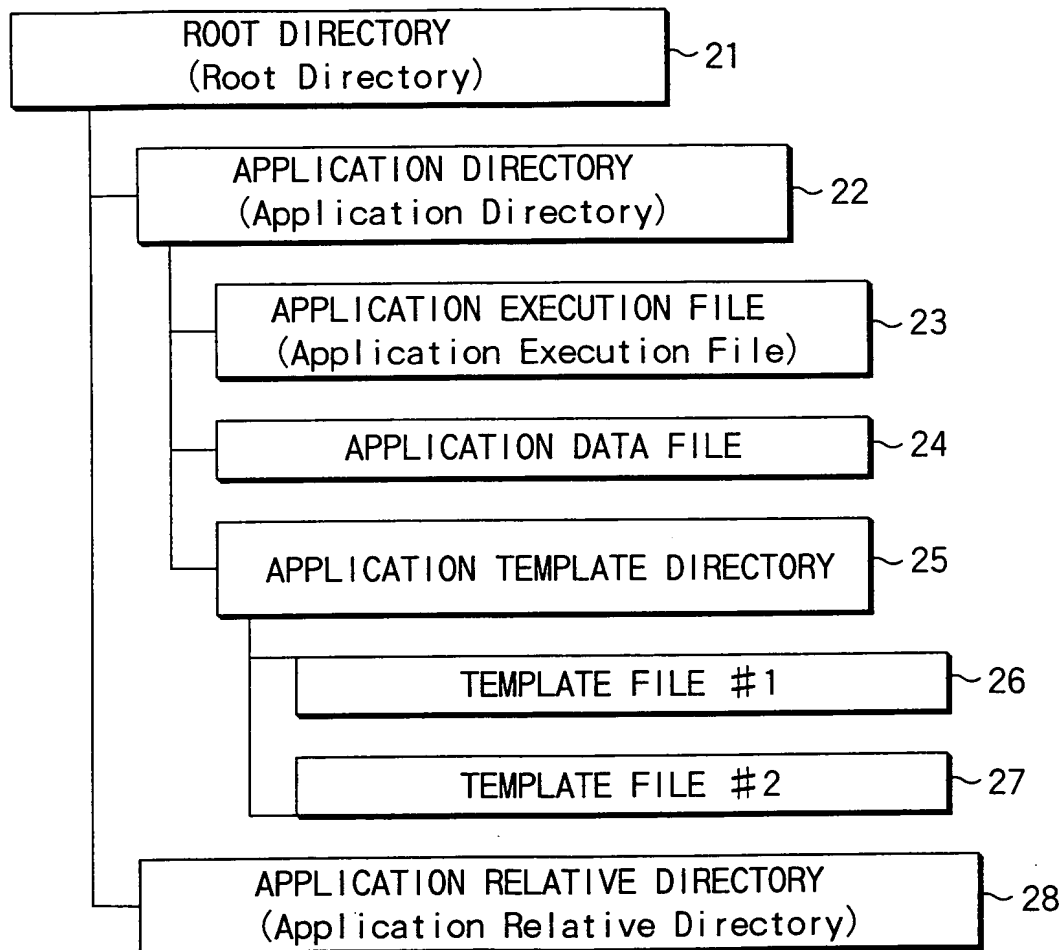 ROOT DIRECTORY
(Root Directory)
21
APPLICATION DIRECTORY
(Application Directory)
22
APPLICATION EXECUTION FILE
(Application Execution File)
23
APPLICATION DATA FILE
24
APPLICATION TEMPLATE DIRECTORY
25
TEMPLATE FILE #1
26
TEMPLATE FILE #2
27
APPLICATION RELATIVE DIRECTORY
(Application Relative Directory)
28